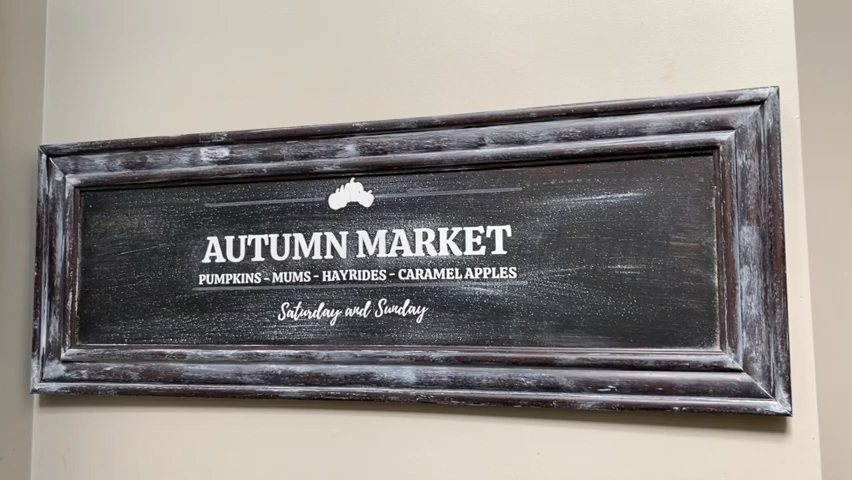 AUTUMN MARKET
PUMPKINS - MUMS - HAYRIDES - CARAMEL APPLES
Saturday and Sunday